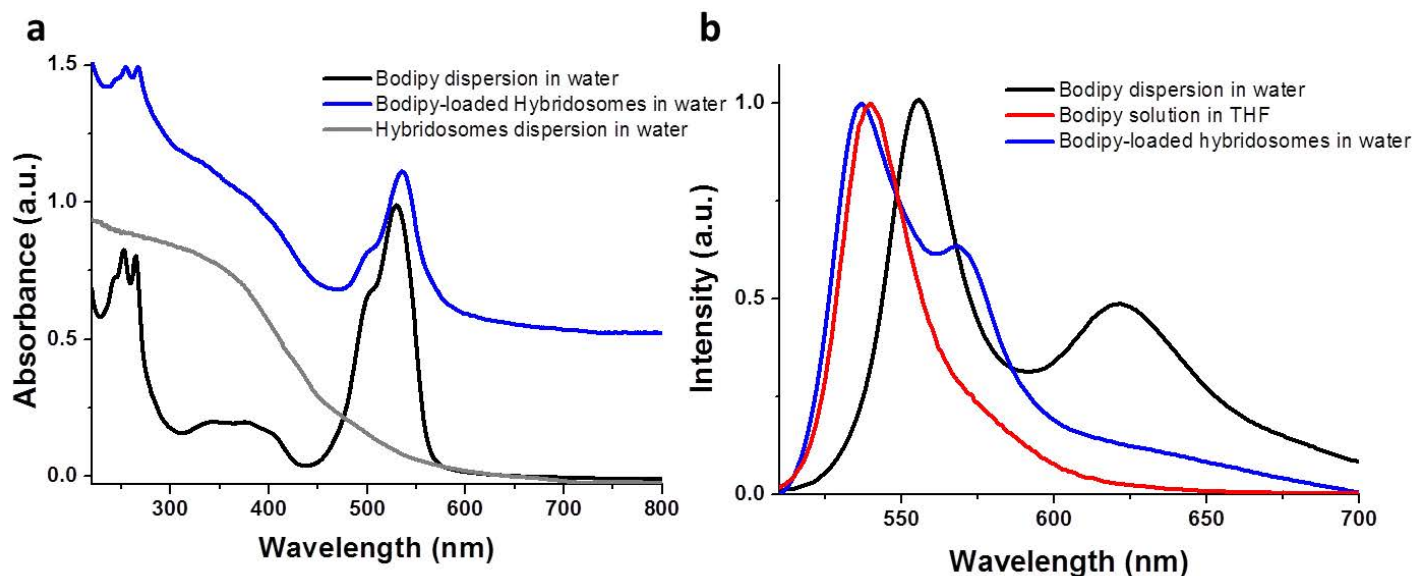 a
Absorbance (a.u.)
1.5
1.0
0.5
0.0
Bodipy dispersion in water
Bodipy-loaded Hybridosomes in water
Hybridosomes dispersion in water
300 400 500 600 700 800
Wavelength (nm)
b
Intensity (a.u.)
1.0
0.5
0.0
Bodipy dispersion in water
Bodipy solution in THF
Bodipy-loaded hybridosomes in water
550 600 650 700
Wavelength (nm)